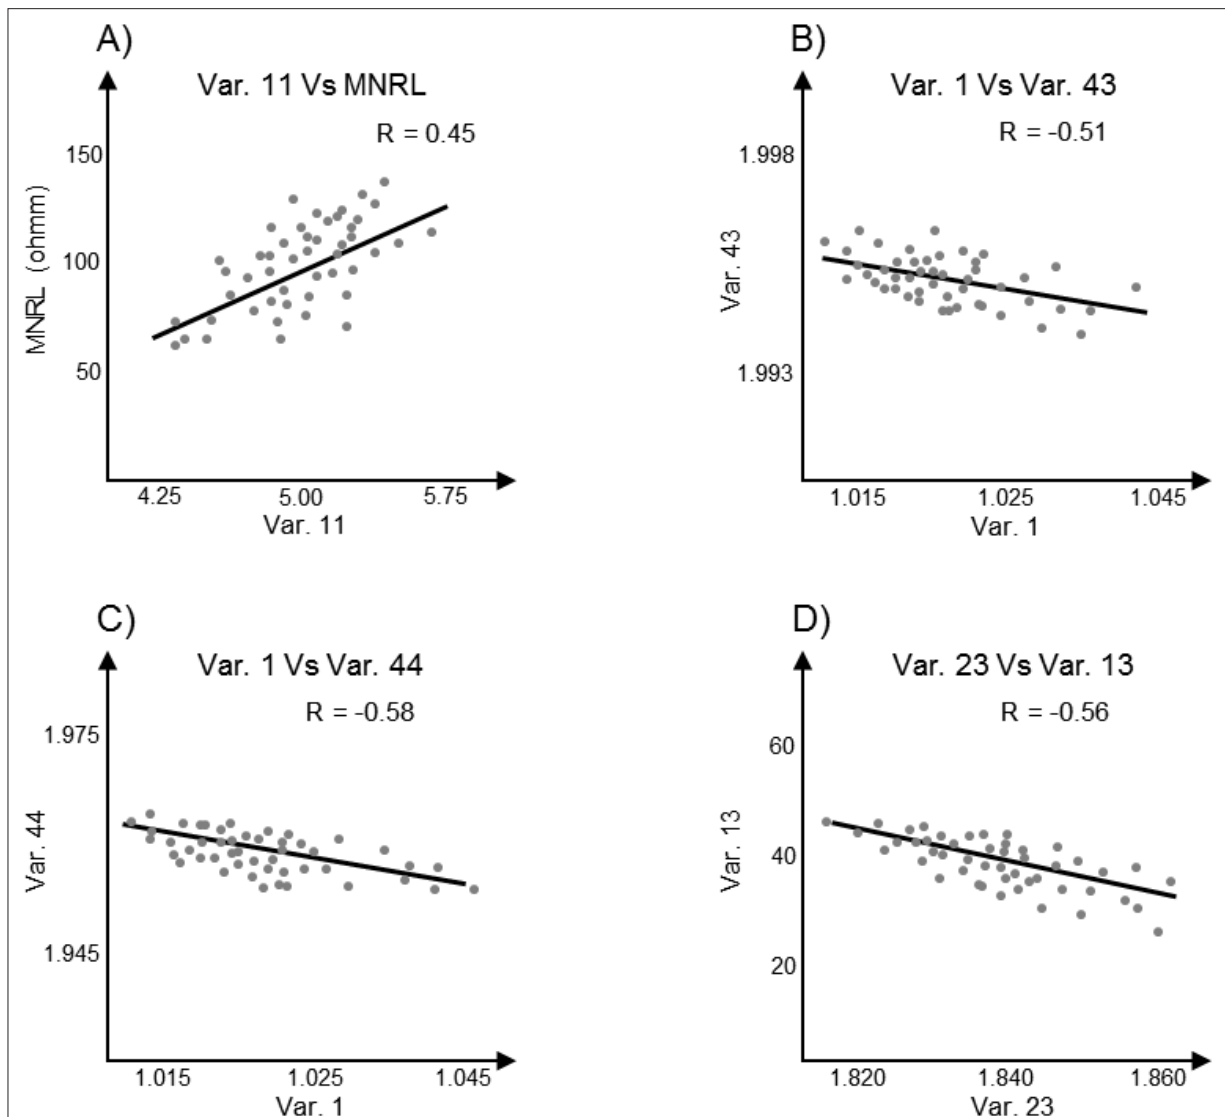 A)
Var. 11 Vs MNRL
R = 0.45
150
100
50
MNRL (ohmm)
4.25 5.00 5.75
Var. 11
B)
Var. 1 Vs Var. 43
R = -0.51
1.998
1.993
Var. 43
1.015 1.025 1.045
Var. 1
C)
Var. 1 Vs Var. 44
R = -0.58
1.975
1.945
Var. 44
1.015 1.025 1.045
Var. 1
D)
Var. 23 Vs Var. 13
R = -0.56
60
40
20
Var. 13
1.820 1.840 1.860
Var. 23